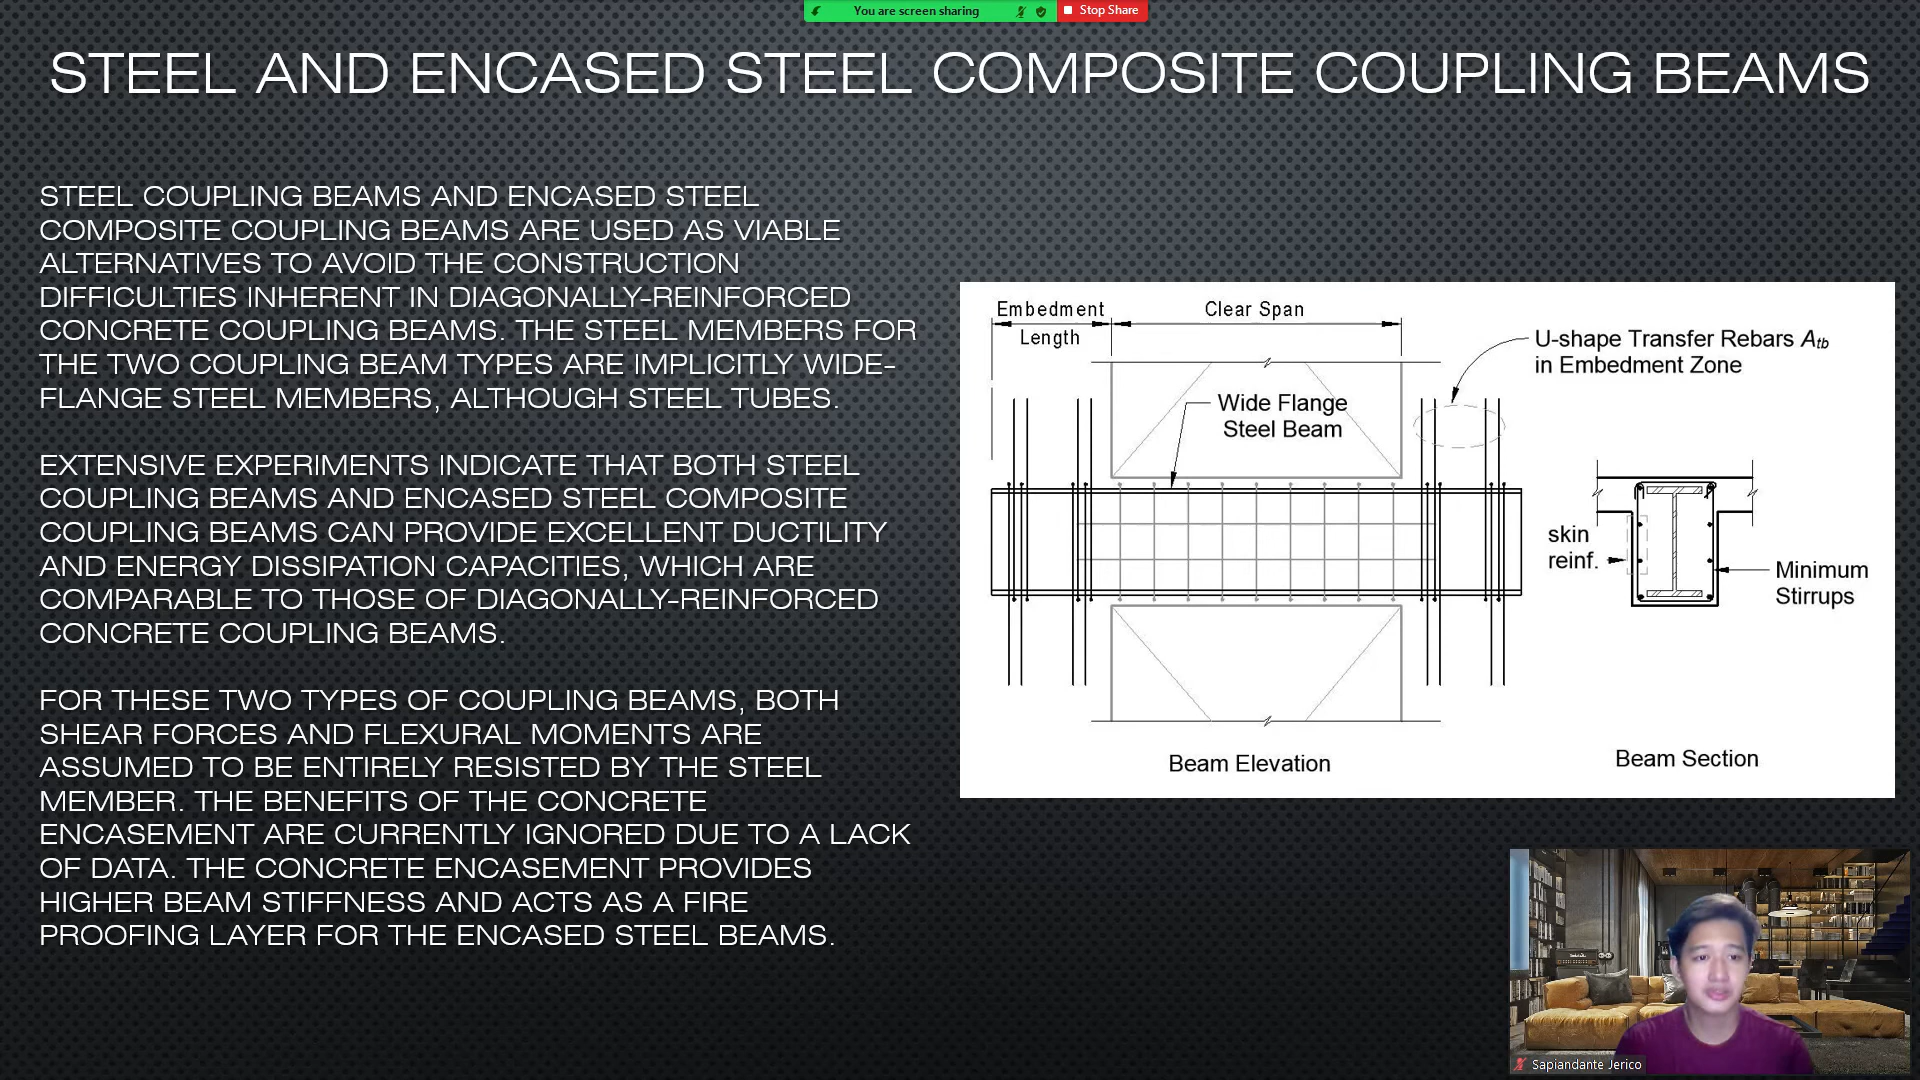 You are screen sharing
Stop Share
STEEL AND ENCASED STEEL COMPOSITE COUPLING BEAMS
STEEL COUPLING BEAMS AND ENCASED STEEL
COMPOSITE COUPLING BEAMS ARE USED AS VIABLE
ALTERNATIVES TO AVOID THE CONSTRUCTION
DIFFICULTIES INHERENT IN DIAGONALLY-REINFORCED
CONCRETE COUPLING BEAMS. THE STEEL MEMBERS FOR
THE TWO COUPLING BEAM TYPES ARE IMPLICITLY WIDE-
FLANGE STEEL MEMBERS, ALTHOUGH STEEL TUBES.
EXTENSIVE EXPERIMENTS INDICATE THAT BOTH STEEL
COUPLING BEAMS AND ENCASED STEEL COMPOSITE
COUPLING BEAMS CAN PROVIDE EXCELLENT DUCTILITY
AND ENERGY DISSIPATION CAPACITIES, WHICH ARE
COMPARABLE TO THOSE OF DIAGONALLY-REINFORCED
CONCRETE COUPLING BEAMS.
FOR THESE TWO TYPES OF COUPLING BEAMS, BOTH
SHEAR FORCES AND FLEXURAL MOMENTS ARE
ASSUMED TO BE ENTIRELY RESISTED BY THE STEEL
MEMBER. THE BENEFITS OF THE CONCRETE
ENCASEMENT ARE CURRENTLY IGNORED DUE TO A LACK
OF DATA. THE CONCRETE ENCASEMENT PROVIDES
HIGHER BEAM STIFFNESS AND ACTS AS A FIRE
PROOFING LAYER FOR THE ENCASED STEEL BEAMS.
Embedment
Length
Clear Span
U-shape Transfer Rebars Atb
in Embedment Zone
Wide Flange
Steel Beam
skin
reinf.
Minimum
Stirrups
Beam Elevation
Beam Section
Sapiandante Jerico